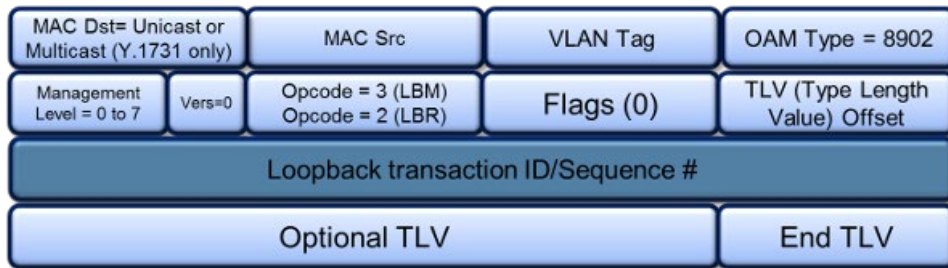 MAC Dst= Unicast or
Multicast (Y.1731 only)
MAC Src
VLAN Tag
OAM Type = 8902
Management
Level = 0 to 7
Vers=0
Opcode = 3 (LBM)
Opcode = 2 (LBR)
Flags (0)
TLV (Type Length
Value) Offset
Loopback transaction ID/Sequence #
Optional TLV
End TLV